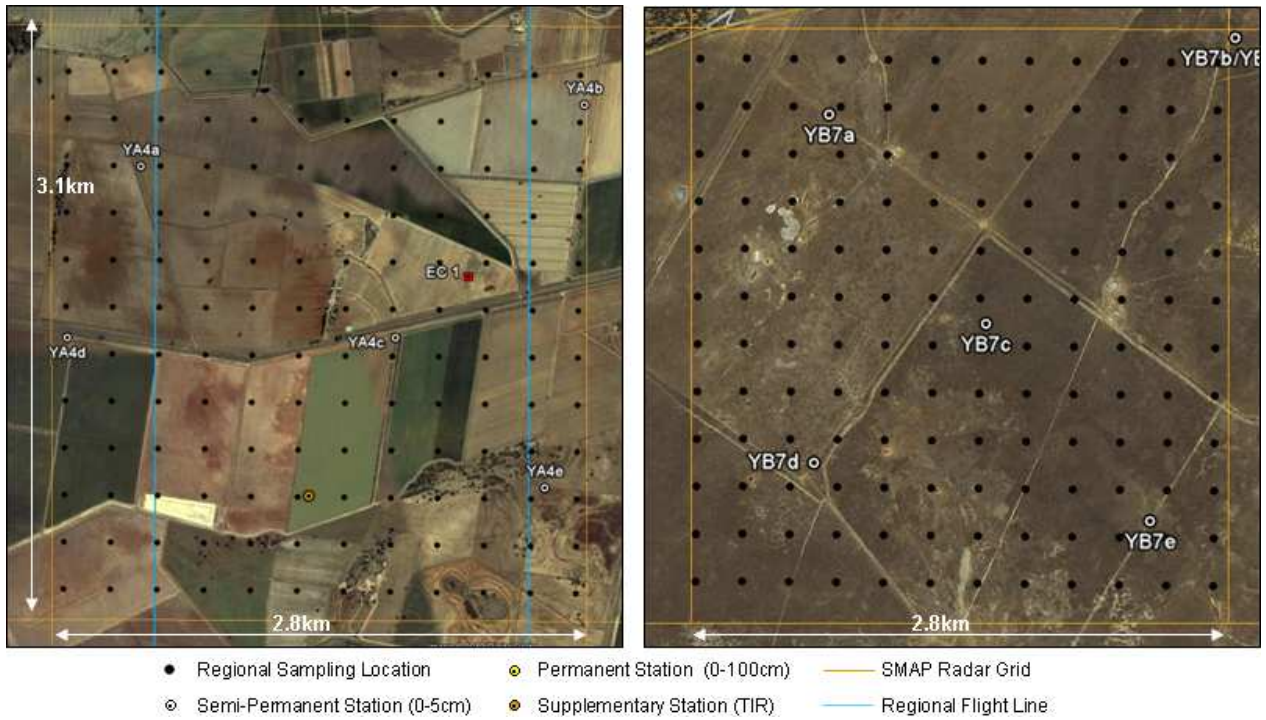 YA4b
YA4a
3.1km
EC 1
YA4d
YA4c
YA4e
2.8km
YB7b/YB
YB7a
YB7c
YB7d
YB7e
2.8km
Regional Sampling Location
Permanent Station (0-100cm)
SMAP Radar Grid
Semi-Permanent Station (0-5cm)
Supplementary Station (TIR)
Regional Flight Line